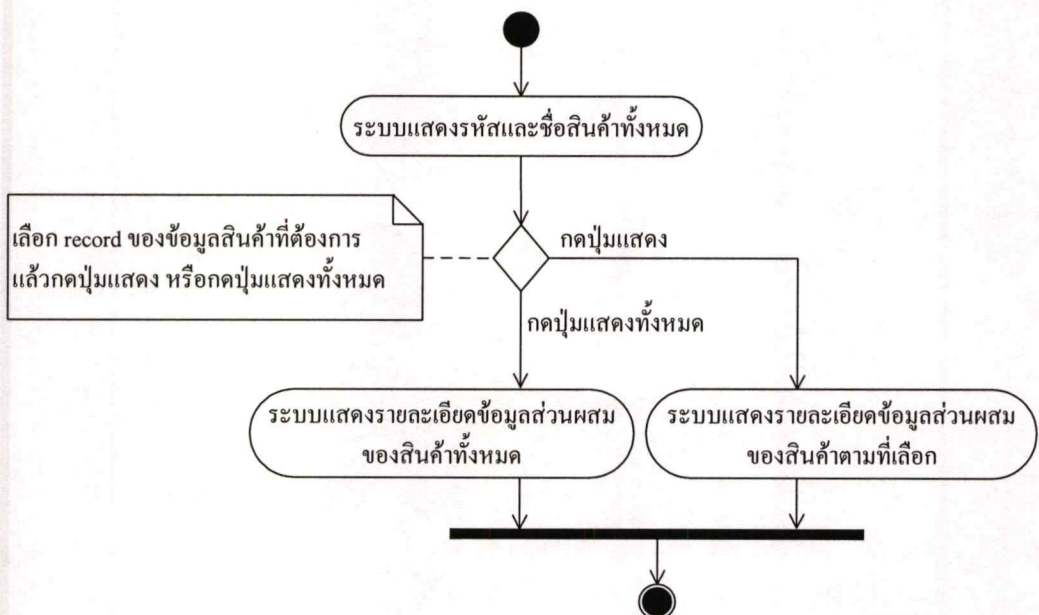 ระบบแสดงรหัสและชื่อสินค้าทั้งหมด
เลือก record ของข้อมูลสินค้าที่ต้องการ
แล้วกดปุ่มแสดง หรือกดปุ่มแสดงทั้งหมด
กดปุ่มแสดง
กดปุ่มแสดงทั้งหมด
ระบบแสดงรายละเอียดข้อมูลส่วนผสม
ของสินค้าทั้งหมด
ระบบแสดงรายละเอียดข้อมูลส่วนผสม
ของสินค้าตามที่เลือก